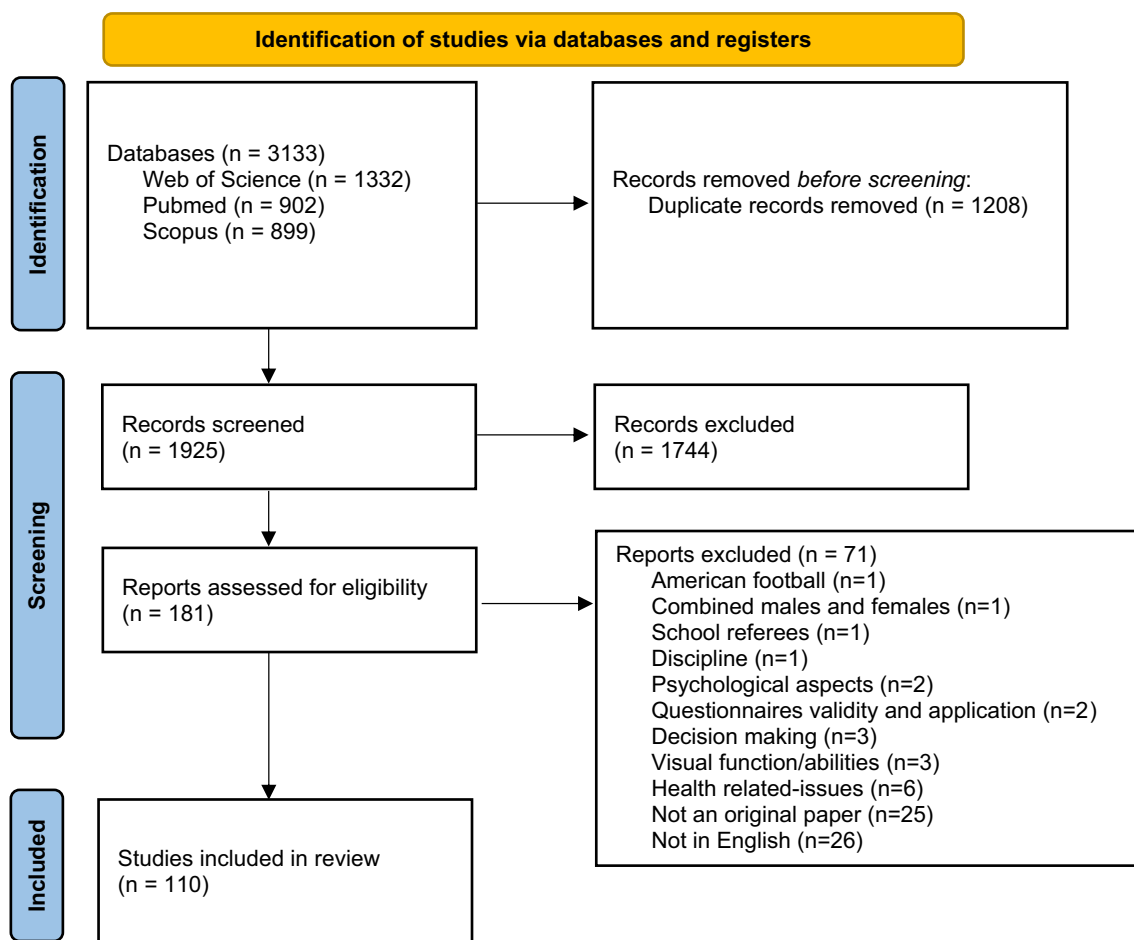 Identification of studies via databases and registers
Identification
Databases (n = 3133)
Web of Science (n = 1332)
Pubmed (n = 902)
Scopus (n = 899)
Records removed before screening:
Duplicate records removed (n = 1208)
Screening
Records screened
(n = 1925)
Records excluded
(n = 1744)
Reports assessed for eligibility
(n = 181)
Reports excluded (n = 71)
American football (n=1)
Combined males and females (n=1)
School referees (n=1)
Discipline (n=1)
Psychological aspects (n=2)
Questionnaires validity and application (n=2)
Decision making (n=3)
Visual function/abilities (n=3)
Health related-issues (n=6)
Not an original paper (n=25)
Not in English (n=26)
Included
Studies included in review
(n = 110)